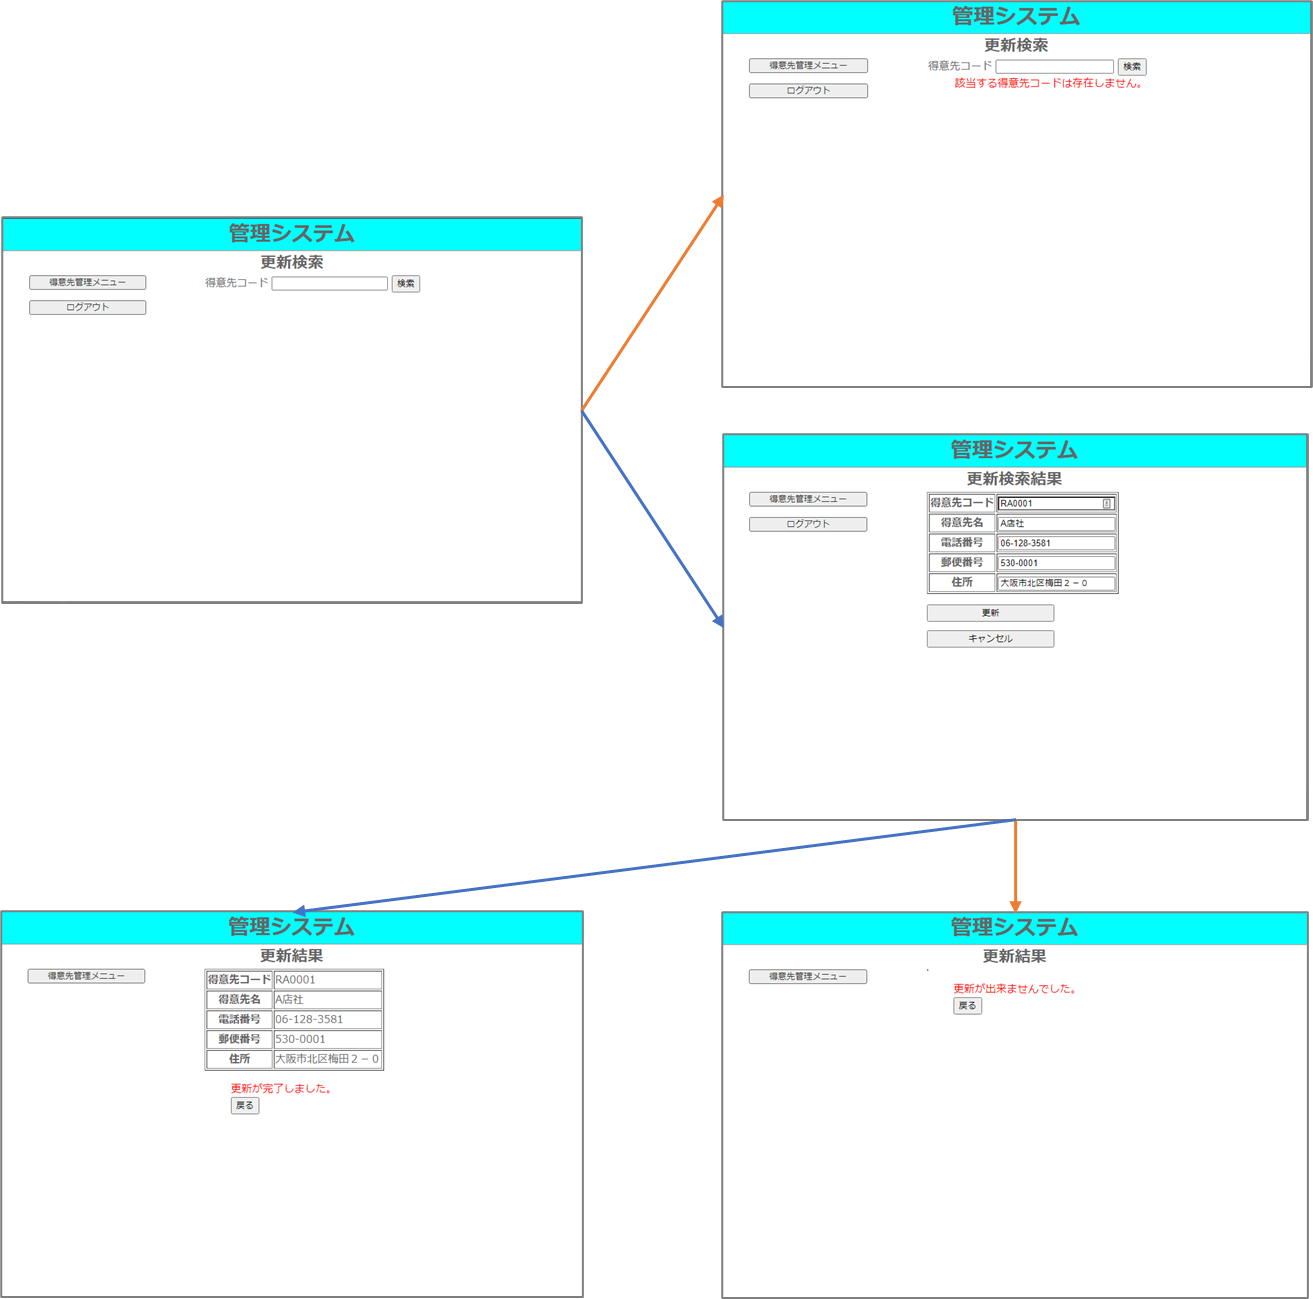 管理システム
更新検索
得意先管理メニュー
得意先コード
検索
ログアウト
該当する得意先コードは存在しません。
管理システム
更新検索
得意先管理メニュー
得意先コード
検索
ログアウト
管理システム
更新検索結果
得意先管理メニュー
ログアウト
得意先コード RA0001
得意先名 A店社
電話番号 06-128-3581
郵便番号 530-0001
住所 大阪市北区梅田２－０
更新
キャンセル
管理システム
更新結果
得意先管理メニュー
得意先コード RA0001
得意先名 A店社
電話番号 06-128-3581
郵便番号 530-0001
住所 大阪市北区梅田２－０
更新が完了しました。
戻る
管理システム
更新結果
得意先管理メニュー
更新が出来ませんでした。
戻る